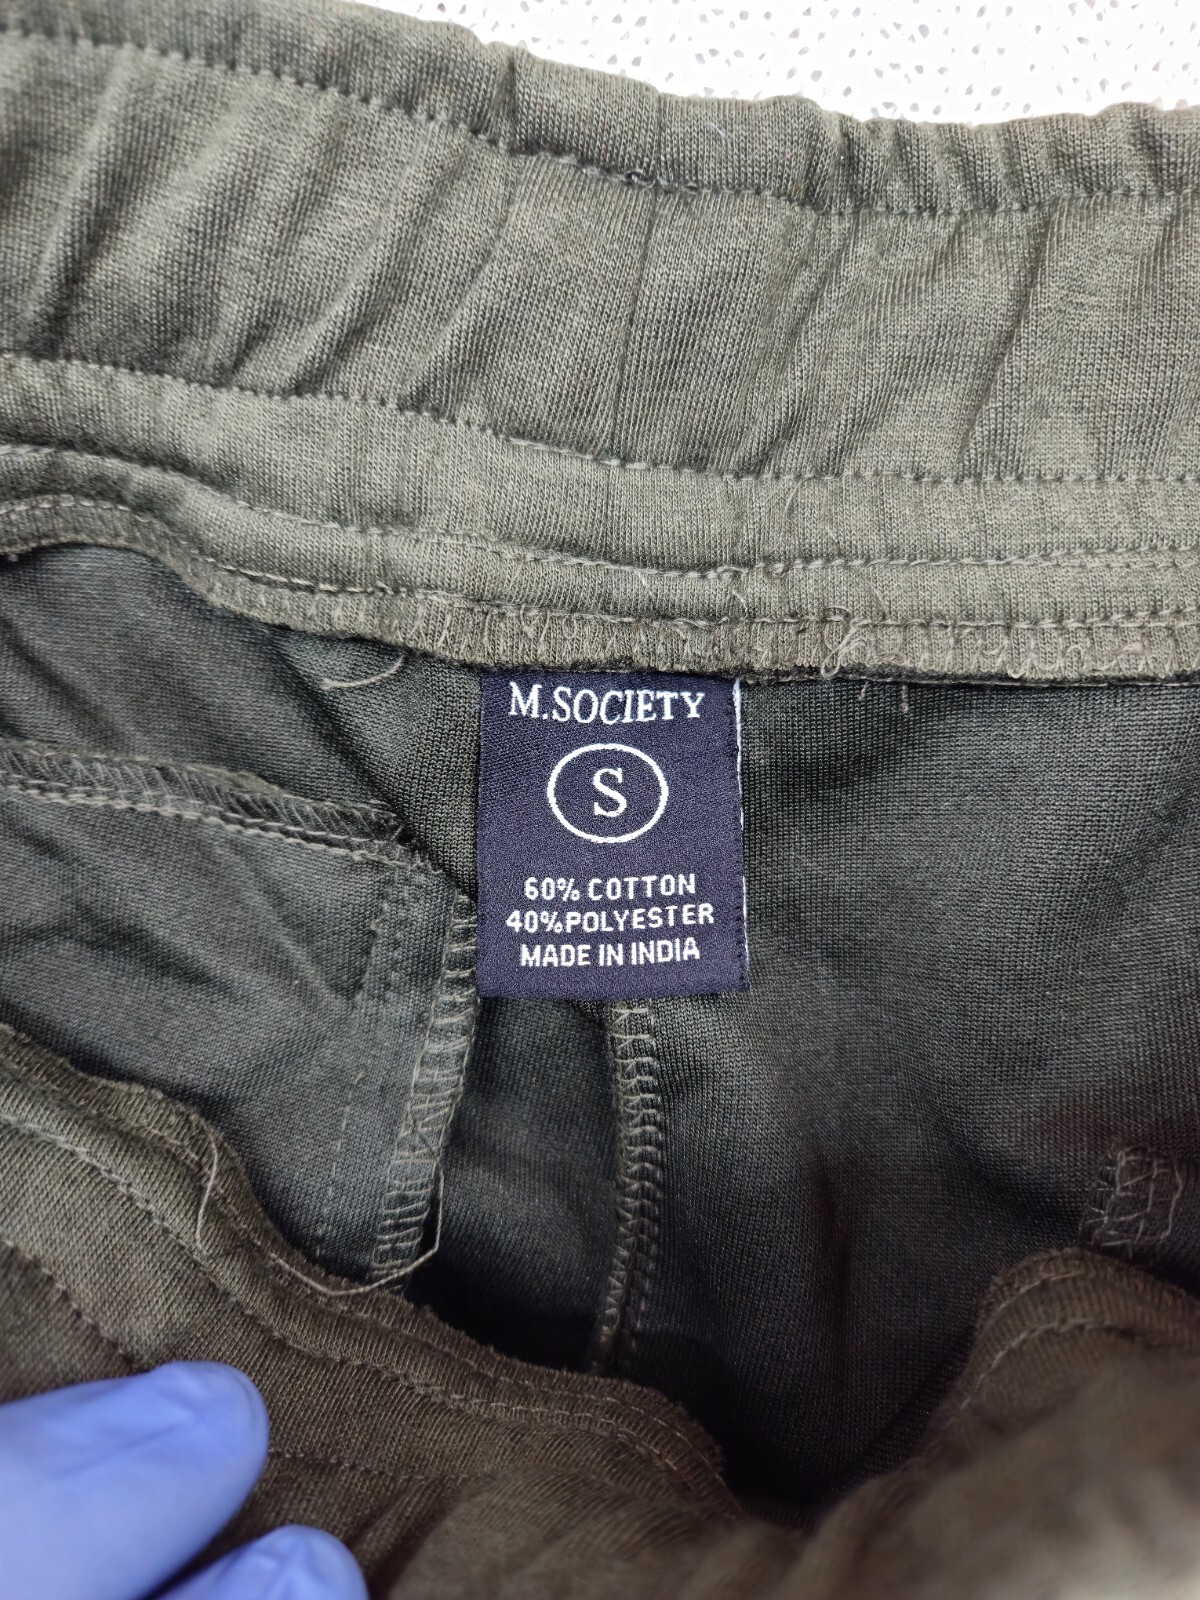 M.SOCIETY
S
60% COTTON
40%POLYESTER
MADE IN INDIA